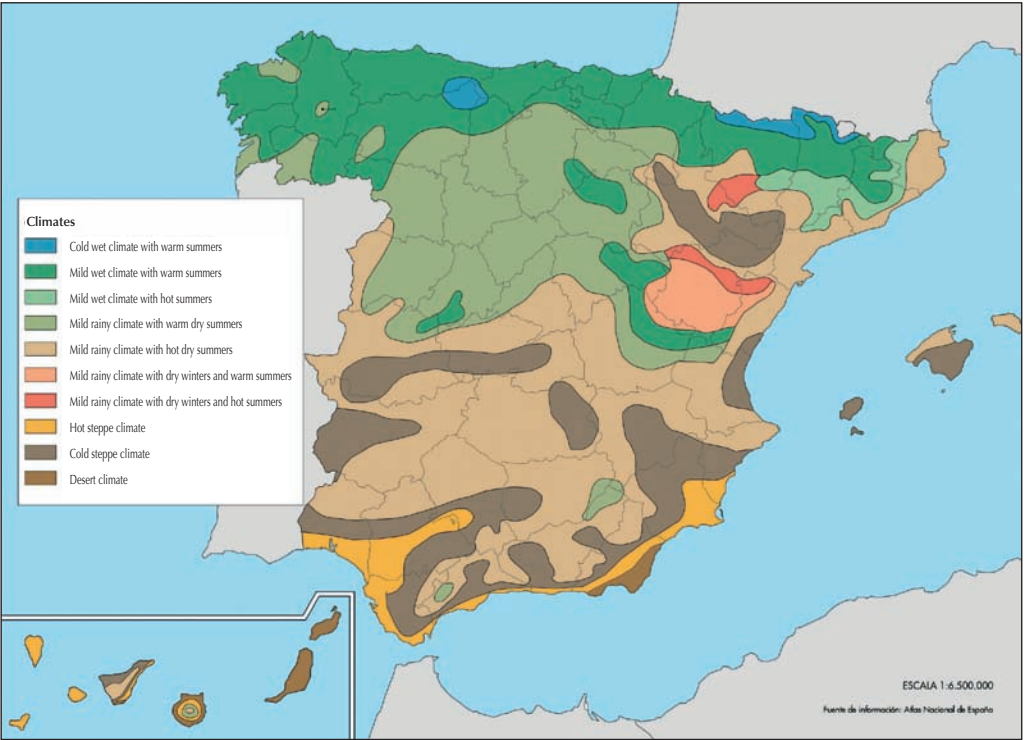 Climates
Cold wet climate with warm summers
Mild wet climate with warm summers
Mild wet climate with hot summers
Mild rainy climate with warm dry summers
Mild rainy climate with hot dry summers
Mild rainy climate with dry winters and warm summers
Mild rainy climate with dry winters and hot summers
Hot steppe climate
Cold steppe climate
Desert climate
ESCALA 1:6.500.000
Fuente de información: Atlas Nacional de España